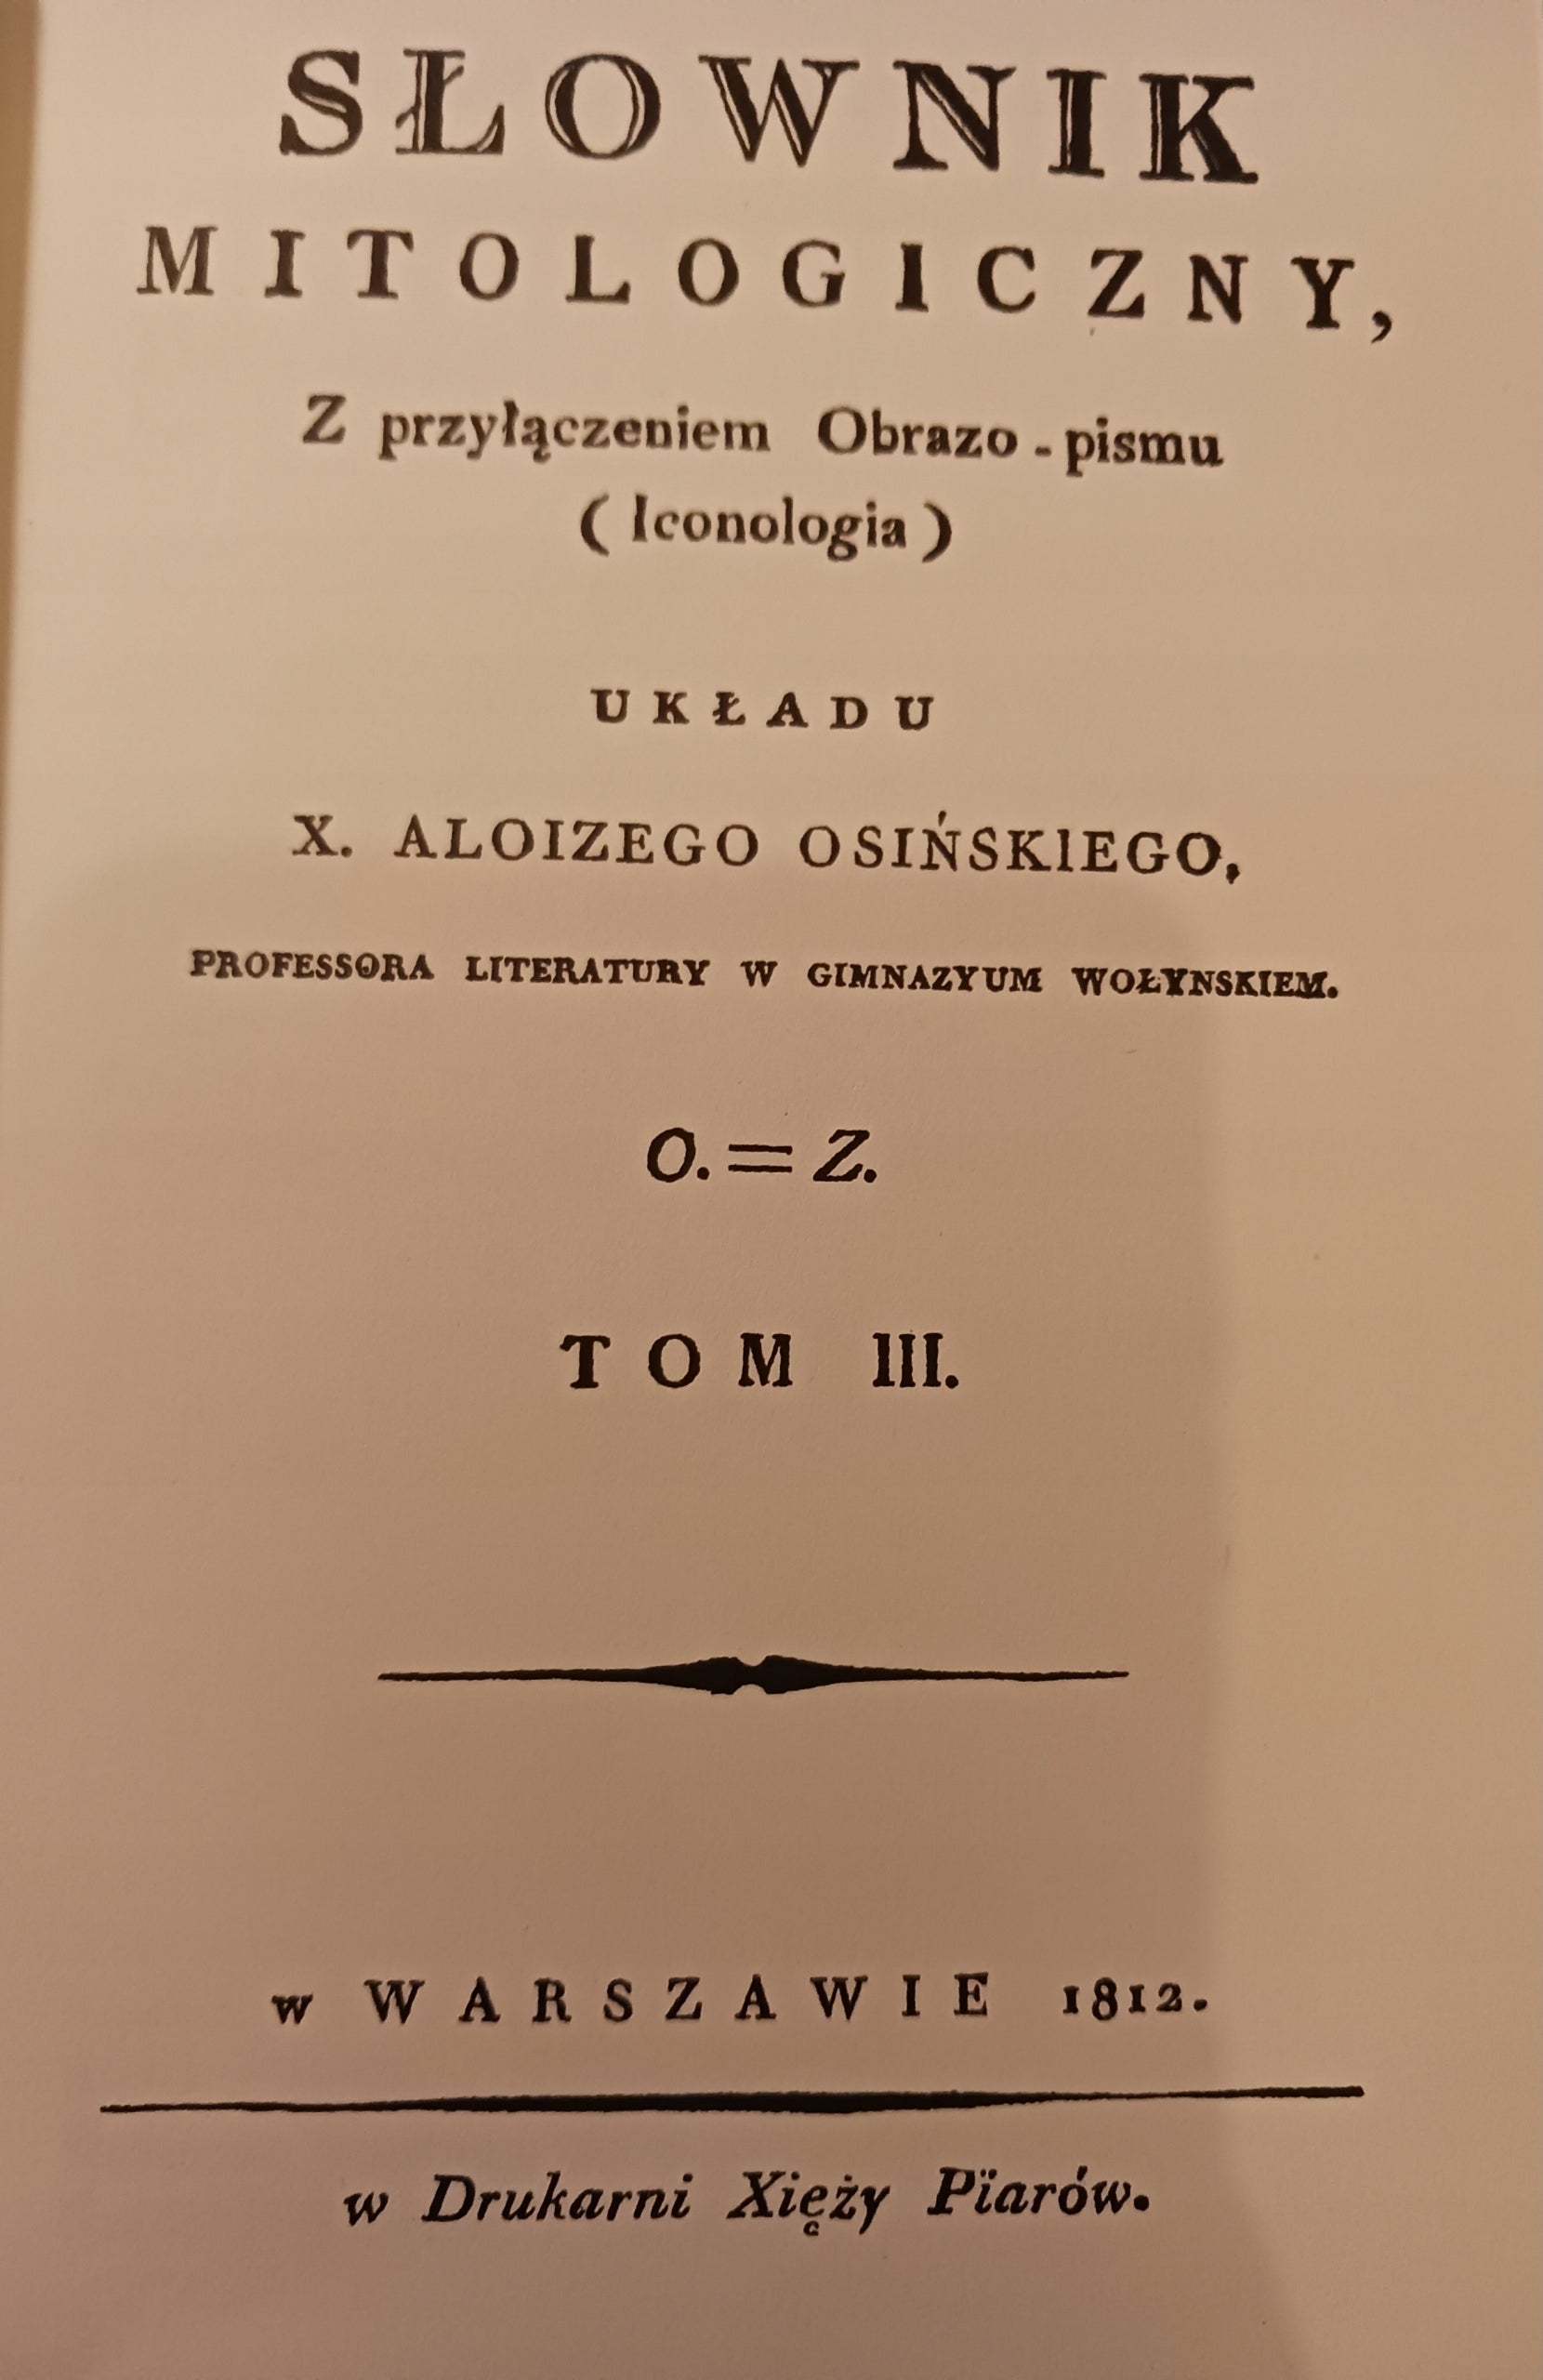 SŁOWNIK
MITOLOGICZNY,
Z przyłączeniem Obrazo-pismu
(Iconologia)
UKŁADU
X. ALOIZEGO OSIŃSKIEGO,
PROFESSORA LITERATURY W GIMNAZYUM WOŁYNSKIEM.
O.=Z.
TOM III.
w WARSZAWIE 1812.
w Drukarni Xięży Pïarów.